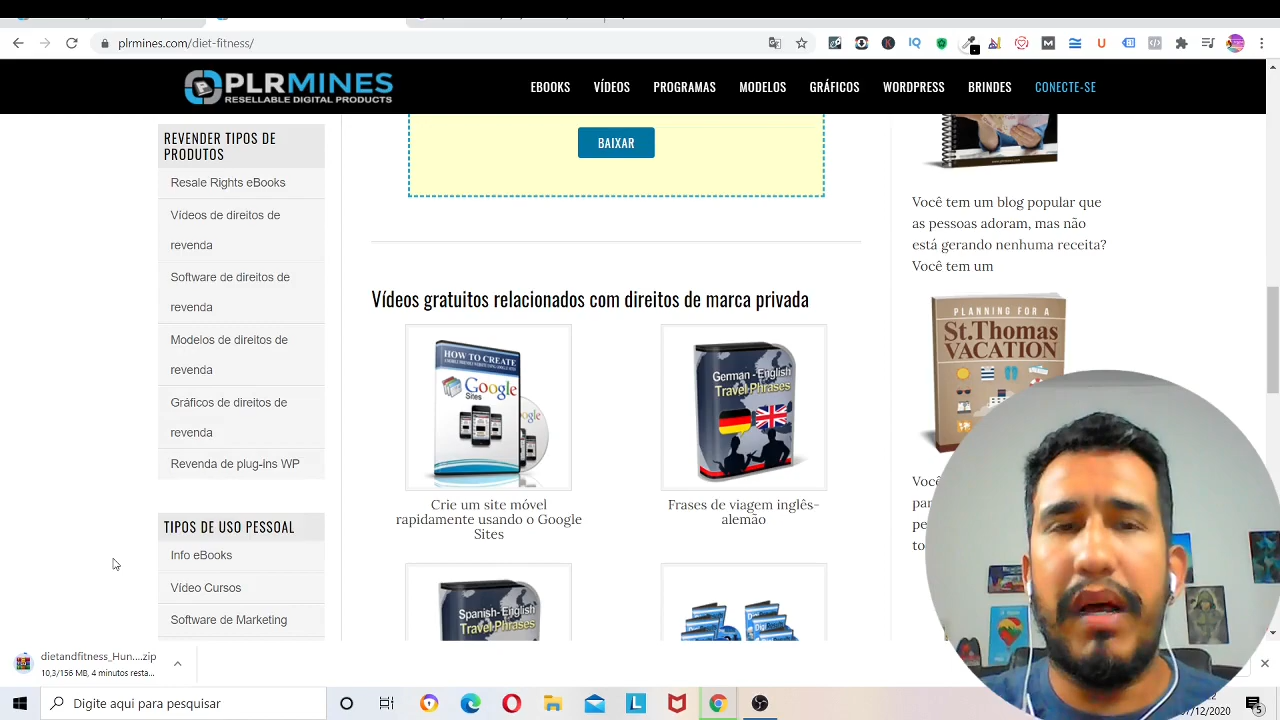 plrmines.com/diet-fitness/
PLRMINES
RESELLABLE DIGITAL PRODUCTS
EBOOKS
VÍDEOS
PROGRAMAS
MODELOS
GRÁFICOS
WORDPRESS
BRINDES
CONECTE-SE
REVENDER TIPOS DE
PRODUTOS
Resale Rights eBooks
Vídeos de direitos de
revenda
Software de direitos de
revenda
Modelos de direitos de
revenda
Gráficos de direitos de
revenda
Revenda de plug-ins WP
TIPOS DE USO PESSOAL
Info eBooks
Vídeo Cursos
Software de Marketing
BAIXAR
Vídeos gratuitos relacionados com direitos de marca privada
HOW TO CREATE
Google
Sites
Crie um site móvel
rapidamente usando o Google
Sites
German - English
Travel Phrases
Frases de viagem inglês-
alemão
Spanish-English
Travel Phrases
Você tem um blog popular que
as pessoas adoram, mas não
está gerando nenhuma receita?
Você tem um
PLANNING FOR A
St.Thomas
VACATION
dietandfitness_Hun....zip
10,3/156 MB, 4 minutos resta...
Digite aqui para pesquisar
/12/2020
5